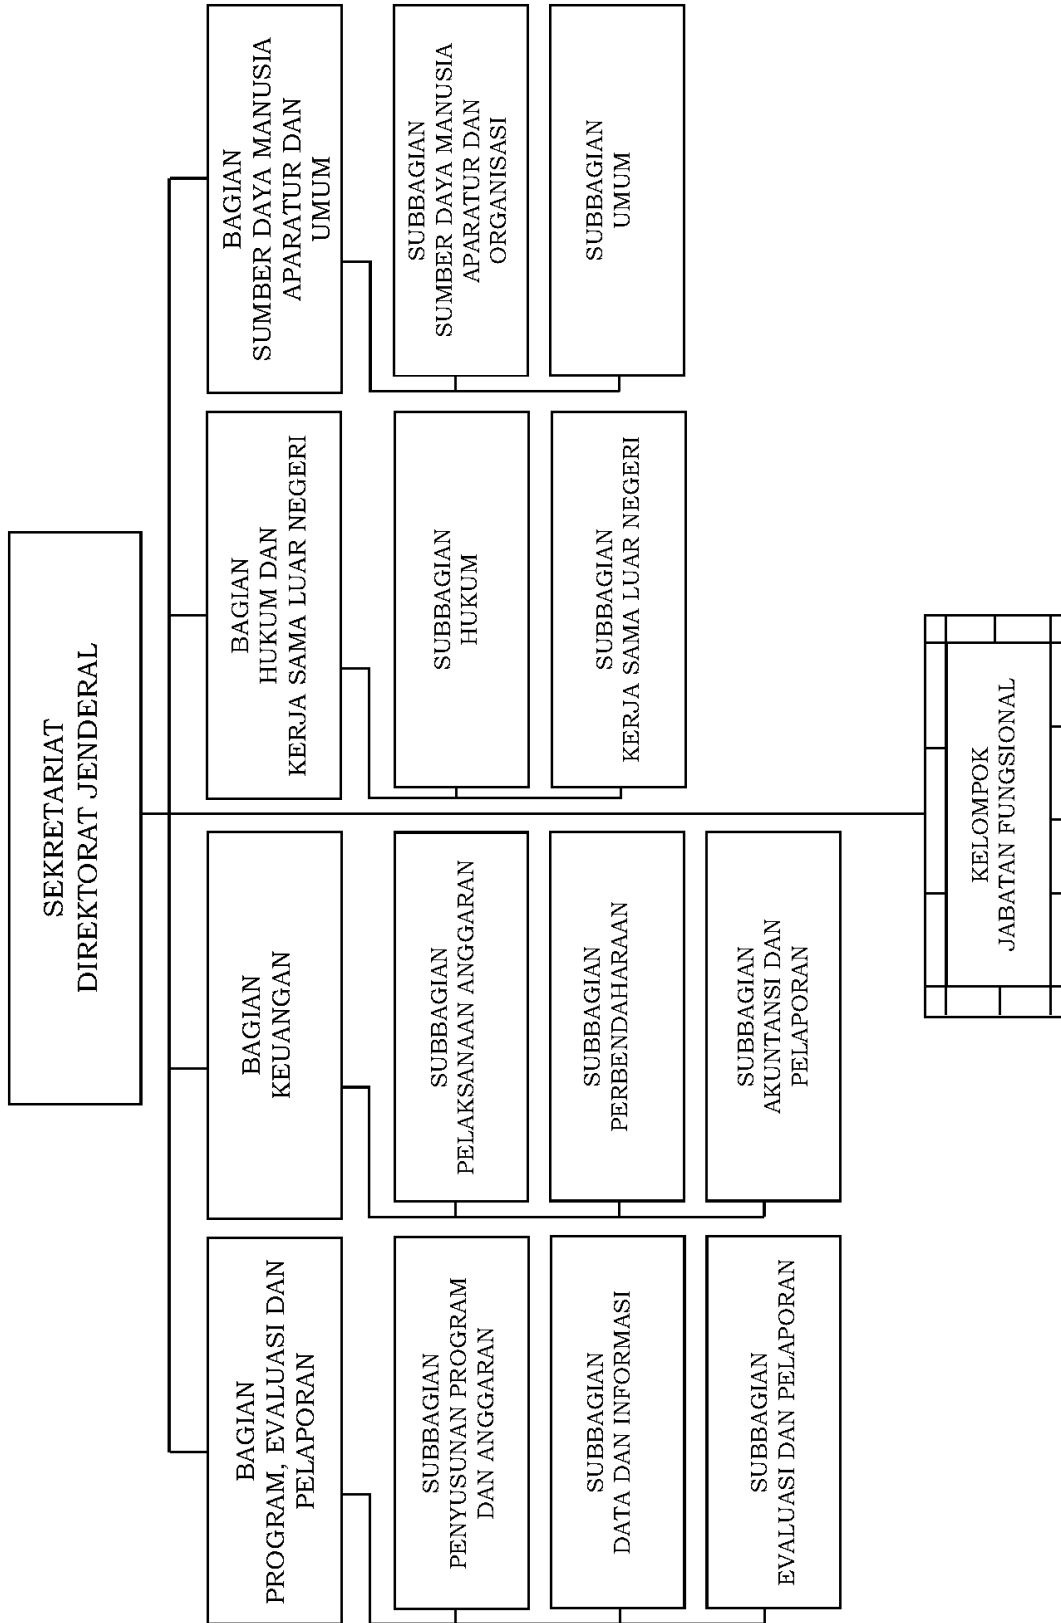 SEKRETARIAT
DIREKTORAT JENDERAL
BAGIAN
PROGRAM, EVALUASI DAN
PELAPORAN
BAGIAN
KEUANGAN
BAGIAN
HUKUM DAN
KERJA SAMA LUAR NEGERI
BAGIAN
SUMBER DAYA MANUSIA
APARATUR DAN
UMUM
SUBBAGIAN
PENYUSUNAN PROGRAM
DAN ANGGARAN
SUBBAGIAN
PELAKSANAAN ANGGARAN
SUBBAGIAN
HUKUM
SUBBAGIAN
SUMBER DAYA MANUSIA
APARATUR DAN
ORGANISASI
SUBBAGIAN
DATA DAN INFORMASI
SUBBAGIAN
PERBENDAHARAAN
SUBBAGIAN
KERJA SAMA LUAR NEGERI
SUBBAGIAN
UMUM
SUBBAGIAN
EVALUASI DAN PELAPORAN
SUBBAGIAN
AKUNTANSI DAN
PELAPORAN
KELOMPOK
JABATAN FUNGSIONAL